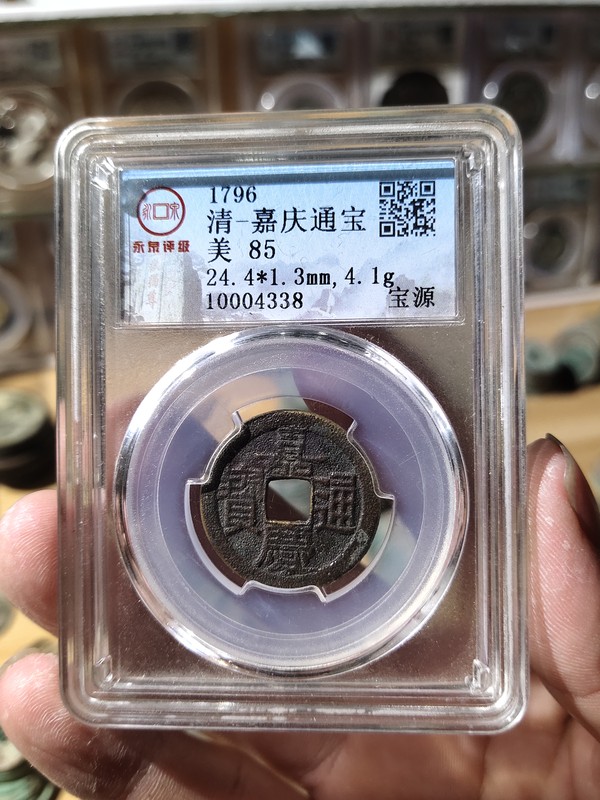 1796
清-嘉庆通宝
美 85
24.4*1.3mm,4.1g
10004338 宝源
永泉评级
嘉慶通寶